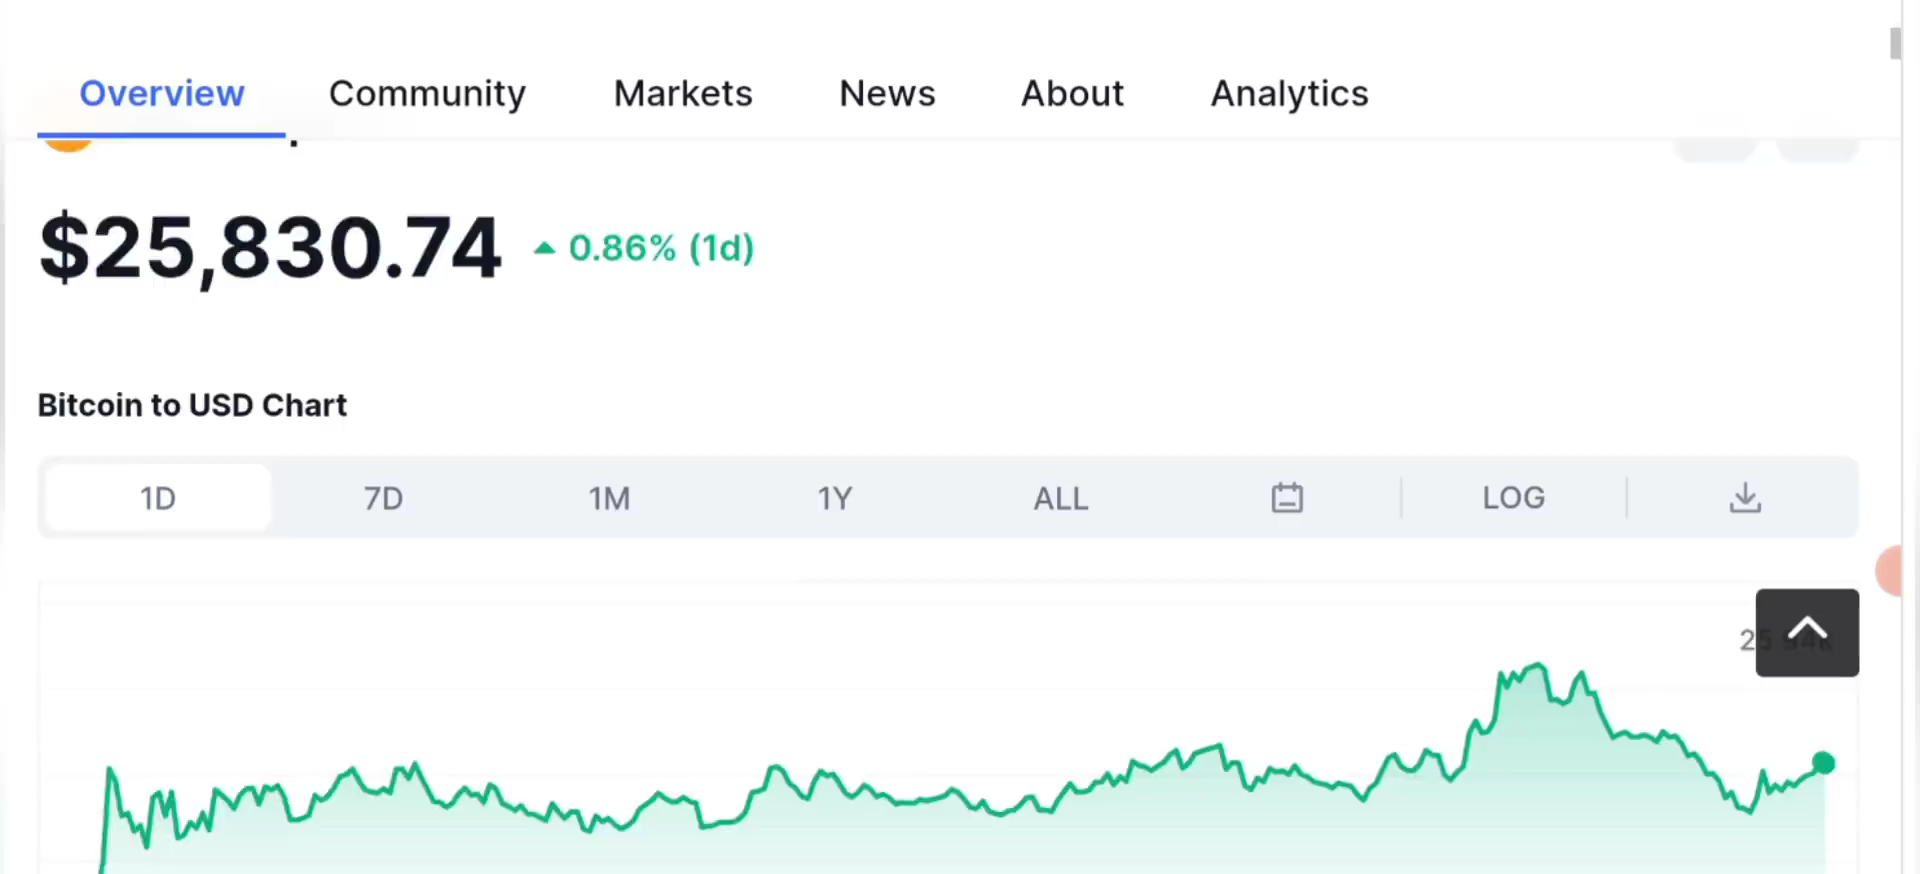 Overview Community Markets News About Analytics
$25,830.74 0.86% (1d)
Bitcoin to USD Chart
1D 7D 1M 1Y ALL LOG